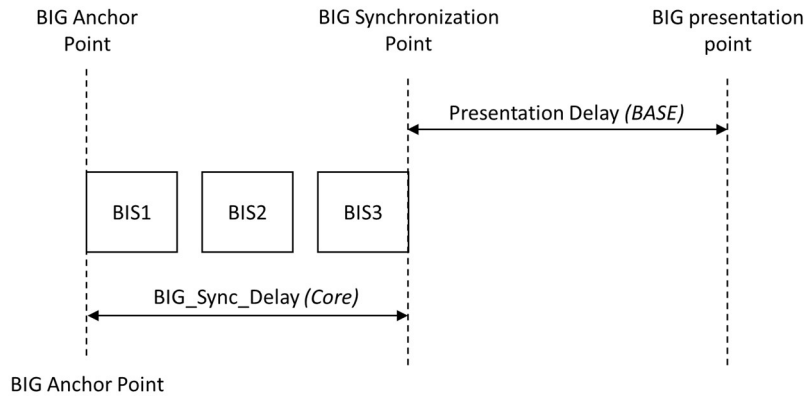 BIG Anchor
Point
BIG Synchronization
Point
BIG presentation
point
Presentation Delay (BASE)
BIS1
BIS2
BIS3
BIG_Sync_Delay (Core)
BIG Anchor Point